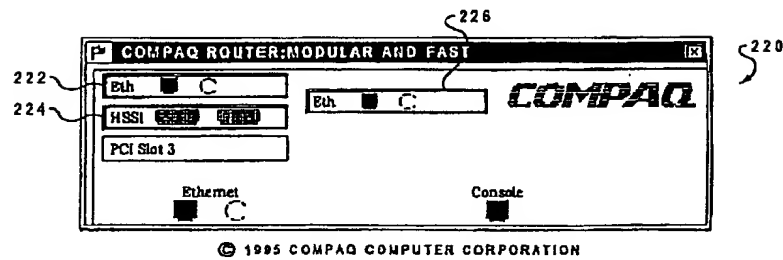 226
COMPAQ ROUTER:MODULAR AND FAST
220
222
Eth
Eth
COMPAQ
224
HSSI
PCI Slot 3
Ethernet
Console
© 1995 COMPAQ COMPUTER CORPORATION